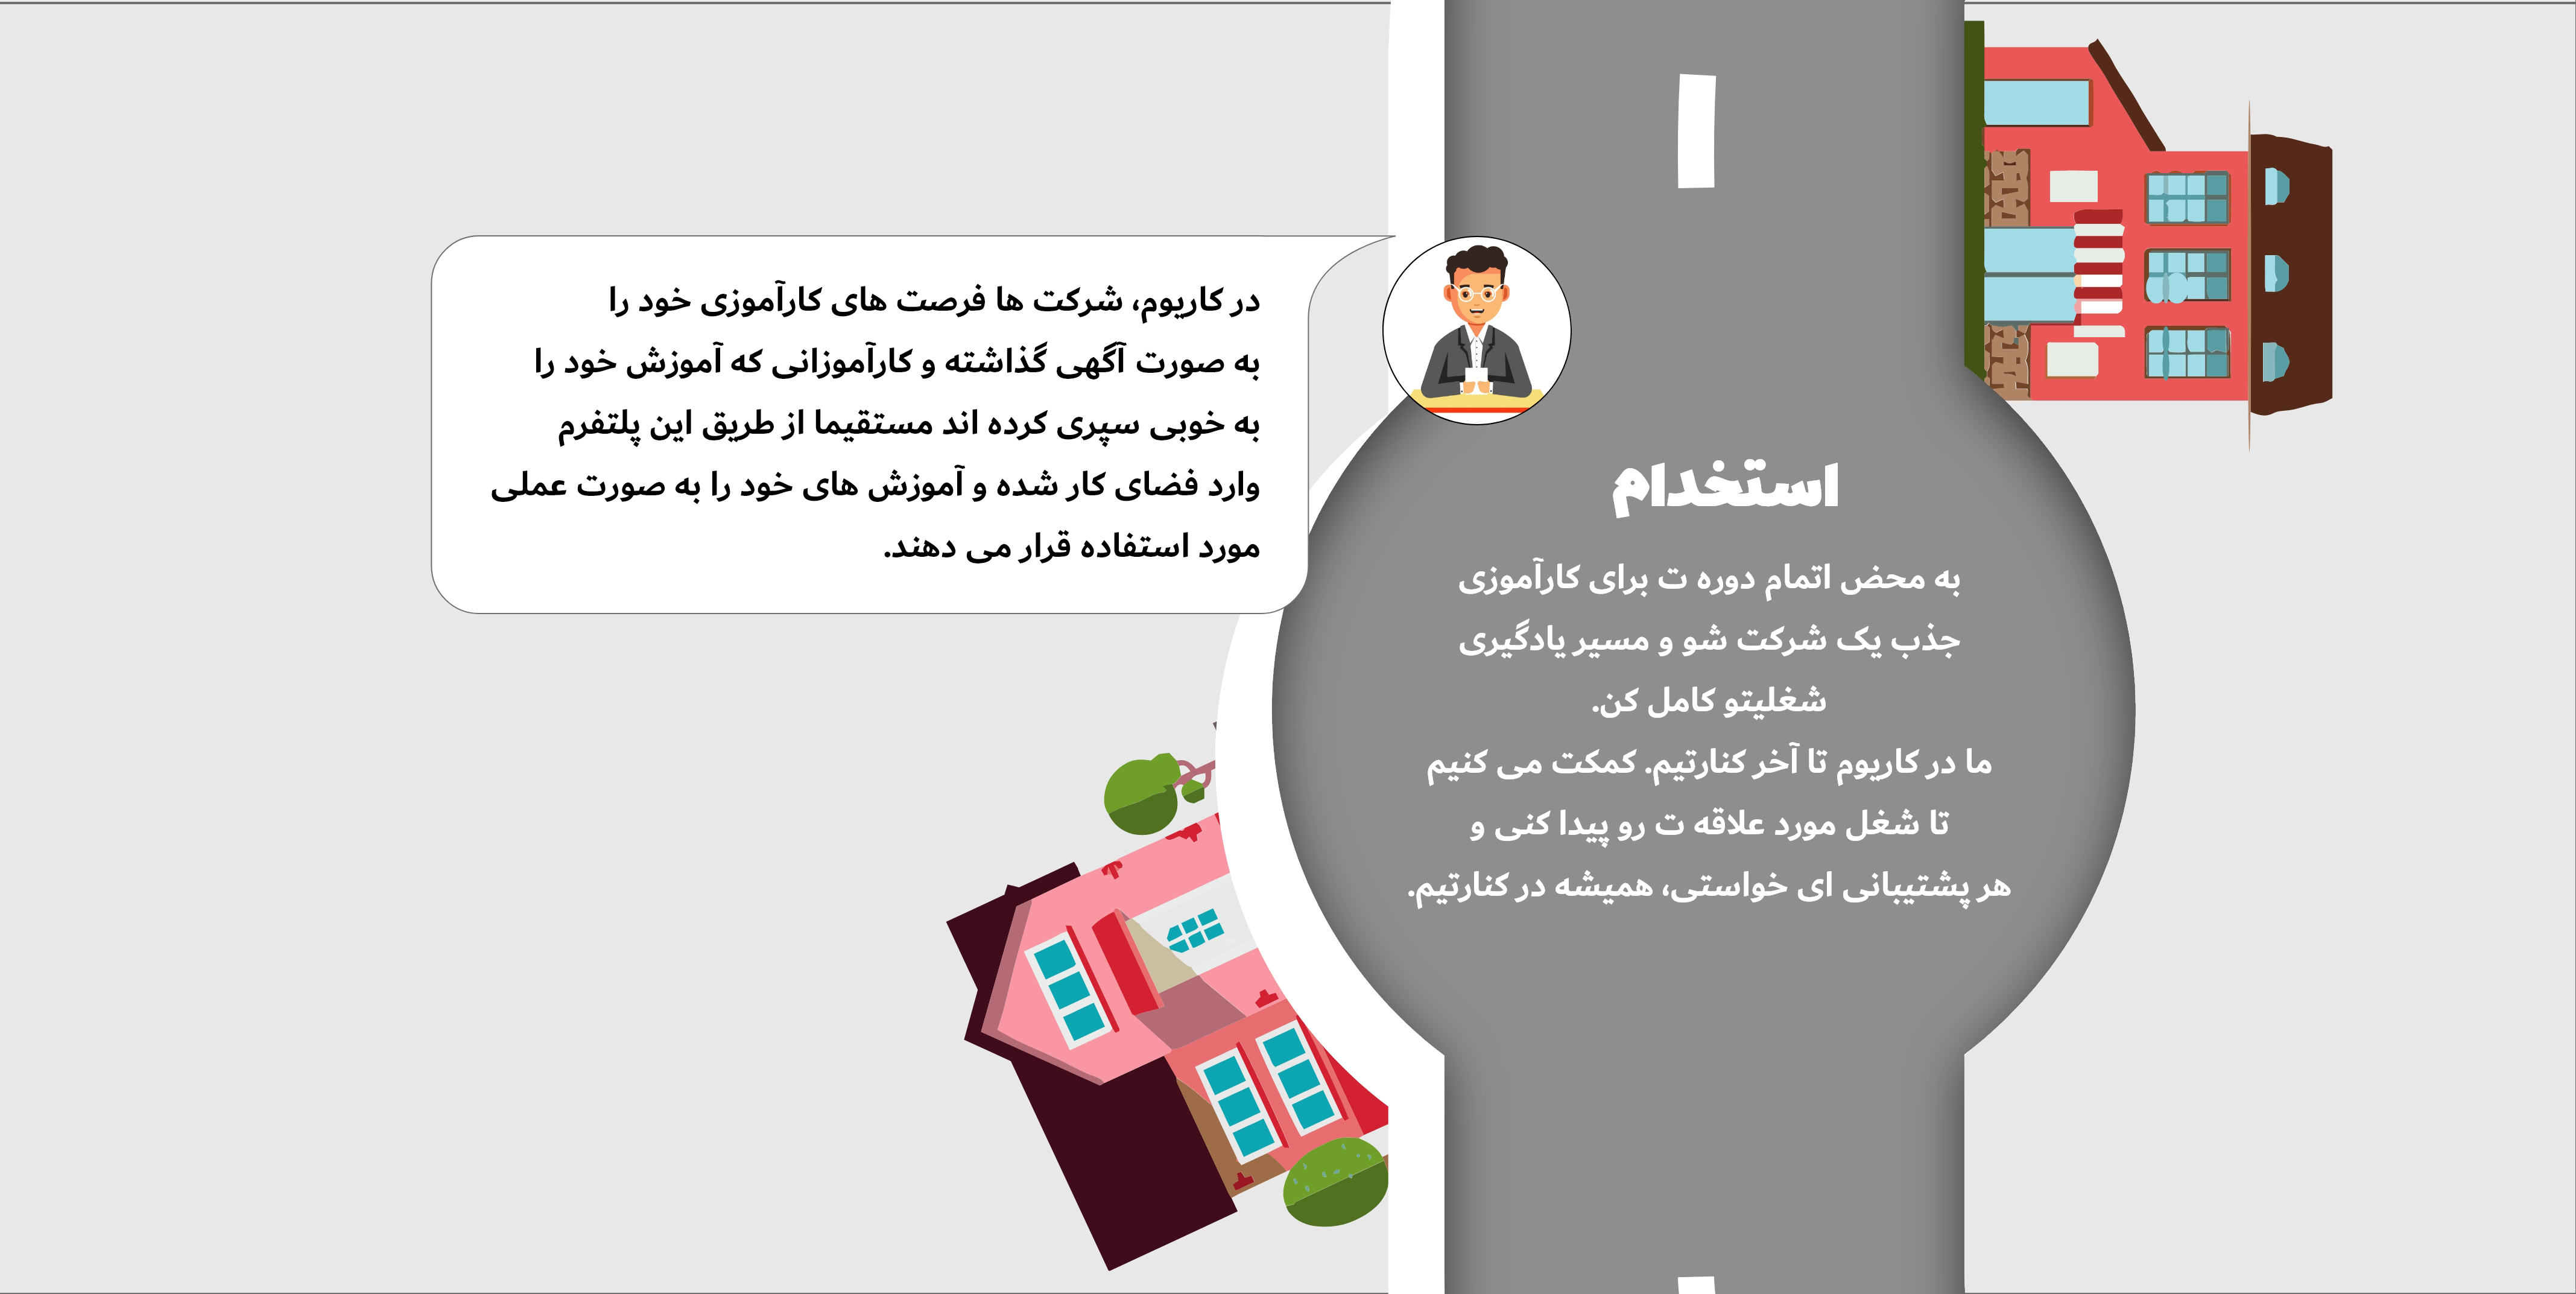 استخدام
به محض اتمام دوره ت برای کارآموزی
جذب یک شرکت شو و مسیر یادگیری
شغلیتو کامل کن.
ما در کاربوم تا آخر کنارتیم. کمکت می کنیم
تا شغل مورد علاقه ت رو پیدا کنی و
هر پشتیبانی ای خواستی، همیشه در کنارتیم.
در کاربوم، شرکت ها فرصت های کارآموزی خود را
به صورت آگهی گذاشته و کارآموزانی که آموزش خود را
به خوبی سپری کرده اند مستقیما از طریق این پلتفرم
وارد فضای کار شده و آموزش های خود را به صورت عملی
مورد استفاده قرار می دهند.